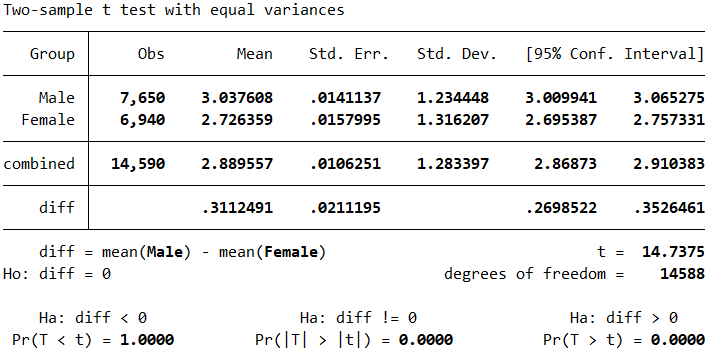 Two-sample t test with equal variances
Group Obs Mean Std. Err. Std. Dev. [95% Conf. Interval]
Male 7,650 3.037608 .0141137 1.234448 3.009941 3.065275
Female 6,940 2.726359 .0157995 1.316207 2.695387 2.757331
combined 14,590 2.889557 .0106251 1.283397 2.86873 2.910383
diff .3112491 .0211195 .2698522 .3526461
diff = mean(Male) - mean(Female) t = 14.7375
Ho: diff = 0 degrees of freedom = 14588
Ha: diff < 0 Ha: diff != 0 Ha: diff > 0
Pr(T < t) = 1.0000 Pr(|T| > |t|) = 0.0000 Pr(T > t) = 0.0000